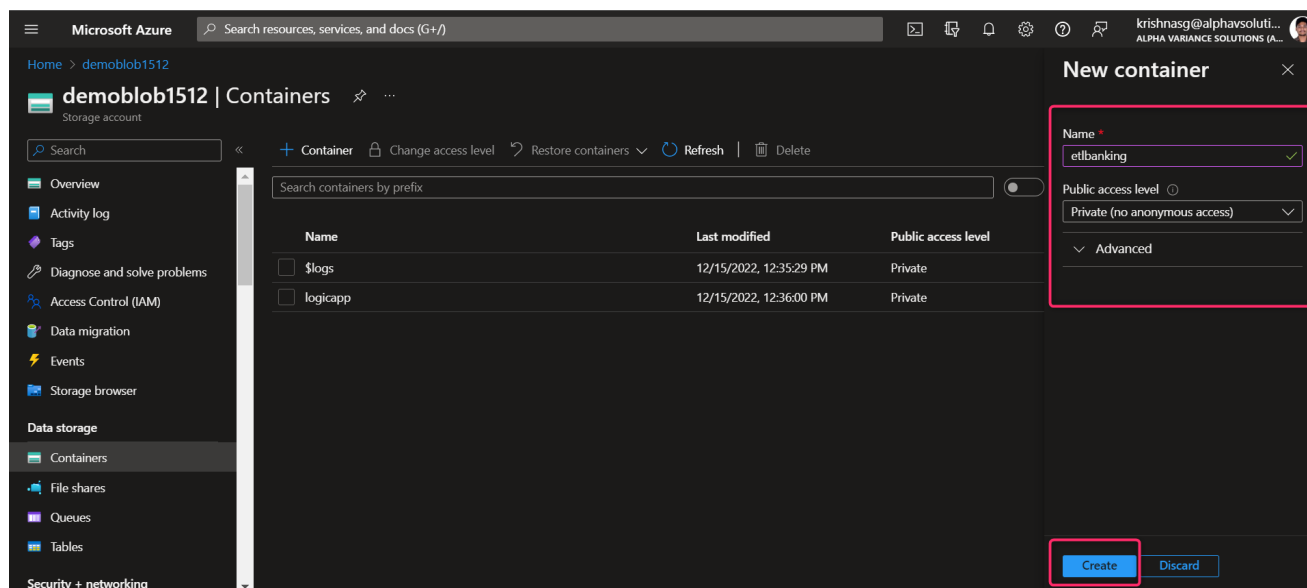 Microsoft Azure
Search resources, services, and docs (G+/)
krishnasg@alphavsoluti...
ALPHA VARIANCE SOLUTIONS (A...
Home > demoblob1512
demoblob1512 | Containers
Storage account
Search
Container
Change access level
Restore containers
Refresh
Delete
Search containers by prefix
Name
Last modified
Public access level
$logs
12/15/2022, 12:35:29 PM
Private
logicapp
12/15/2022, 12:36:00 PM
Private
Overview
Activity log
Tags
Diagnose and solve problems
Access Control (IAM)
Data migration
Events
Storage browser
Data storage
Containers
File shares
Queues
Tables
Security + networking
New container
Name *
etlbanking
Public access level
Private (no anonymous access)
Advanced
Create
Discard